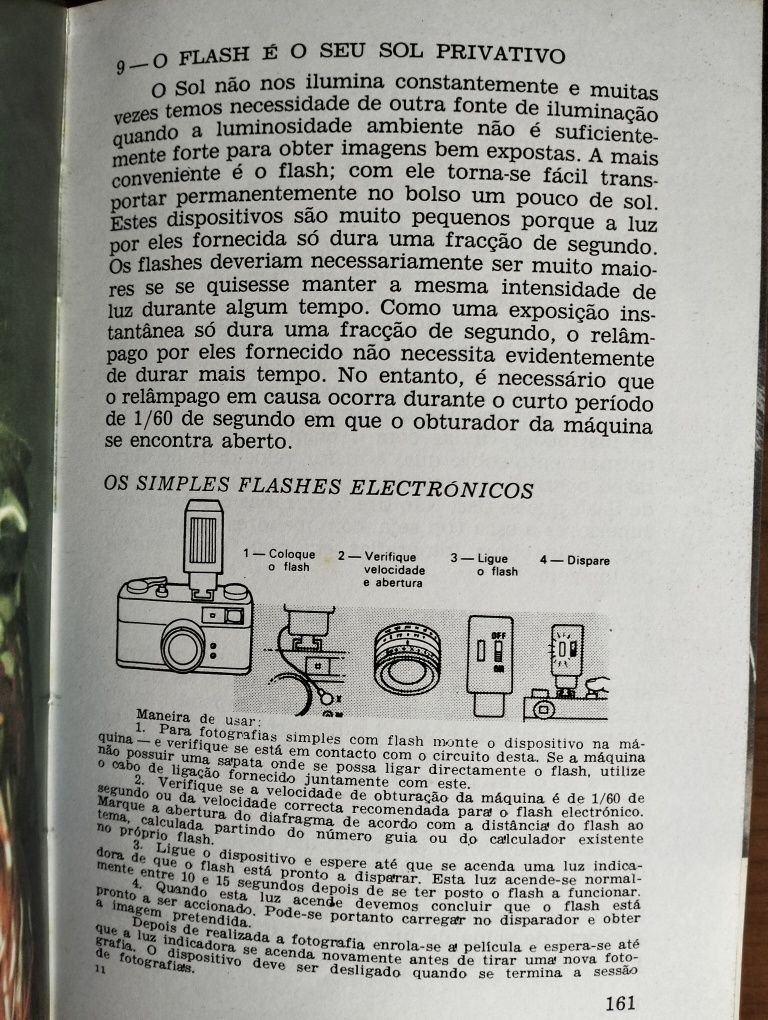 9 — O FLASH É O SEU SOL PRIVATIVO
O Sol não nos ilumina constantemente e muitas
vezes temos necessidade de outra fonte de iluminação
quando a luminosidade ambiente não é suficiente-
mente forte para obter imagens bem expostas. A mais
conveniente é o flash; com ele torna-se fácil trans-
portar permanentemente no bolso um pouco de sol.
Estes dispositivos são muito pequenos porque a luz
por eles fornecida só dura uma fracção de segundo.
Os flashes deveriam necessariamente ser muito maio-
res se se quisesse manter a mesma intensidade de
luz durante algum tempo. Como uma exposição ins-
tantânea só dura uma fracção de segundo, o relâm-
pago por eles fornecido não necessita evidentemente
de durar mais tempo. No entanto, é necessário que
o relâmpago em causa ocorra durante o curto período
de 1/60 de segundo em que o obturador da máquina
se encontra aberto.
OS SIMPLES FLASHES ELECTRÓNICOS
1 — Coloque
o flash
2 — Verifique
velocidade
e abertura
3 — Ligue
o flash
4 — Dispare
OFF
ON
X
Maneira de usar:
1. Para fotografias simples com flash monte o dispositivo na má-
quina — e verifique se está em contacto com o circuito desta. Se a máquina
não possuir uma sapata onde se possa ligar directamente o flash, utilize
o cabo de ligação fornecido juntamente com este.
2. Verifique se a velocidade de obturação da máquina é de 1/60 de
segundo ou da velocidade correcta recomendada para o flash electrónico.
Marque a abertura do diafragma de acordo com a distância do flash ao
tema, calculada partindo do número guia ou do calculador existente
no próprio flash.
3. Ligue o dispositivo e espere até que se acenda uma luz indica-
dora de que o flash está pronto a disparar. Esta luz acende-se normal-
mente entre 10 e 15 segundos depois de se ter posto o flash a funcionar.
4. Quando esta luz acende devemos concluir que o flash está
pronto a ser accionado. Pode-se portanto carregar no disparador e obter
a imagem pretendida.
Depois de realizada a fotografia enrola-se a película e espera-se até
que a luz indicadora se acenda novamente antes de tirar uma nova foto-
grafia. O dispositivo deve ser desligado quando se termina a sessão
de fotografias.
11
161